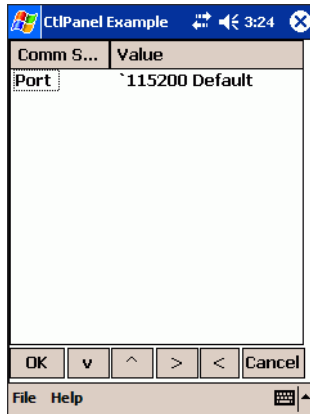 CtlPanel Example 3:24
Comm S... Value
Port `115200 Default
OK v ^ > < Cancel
File Help